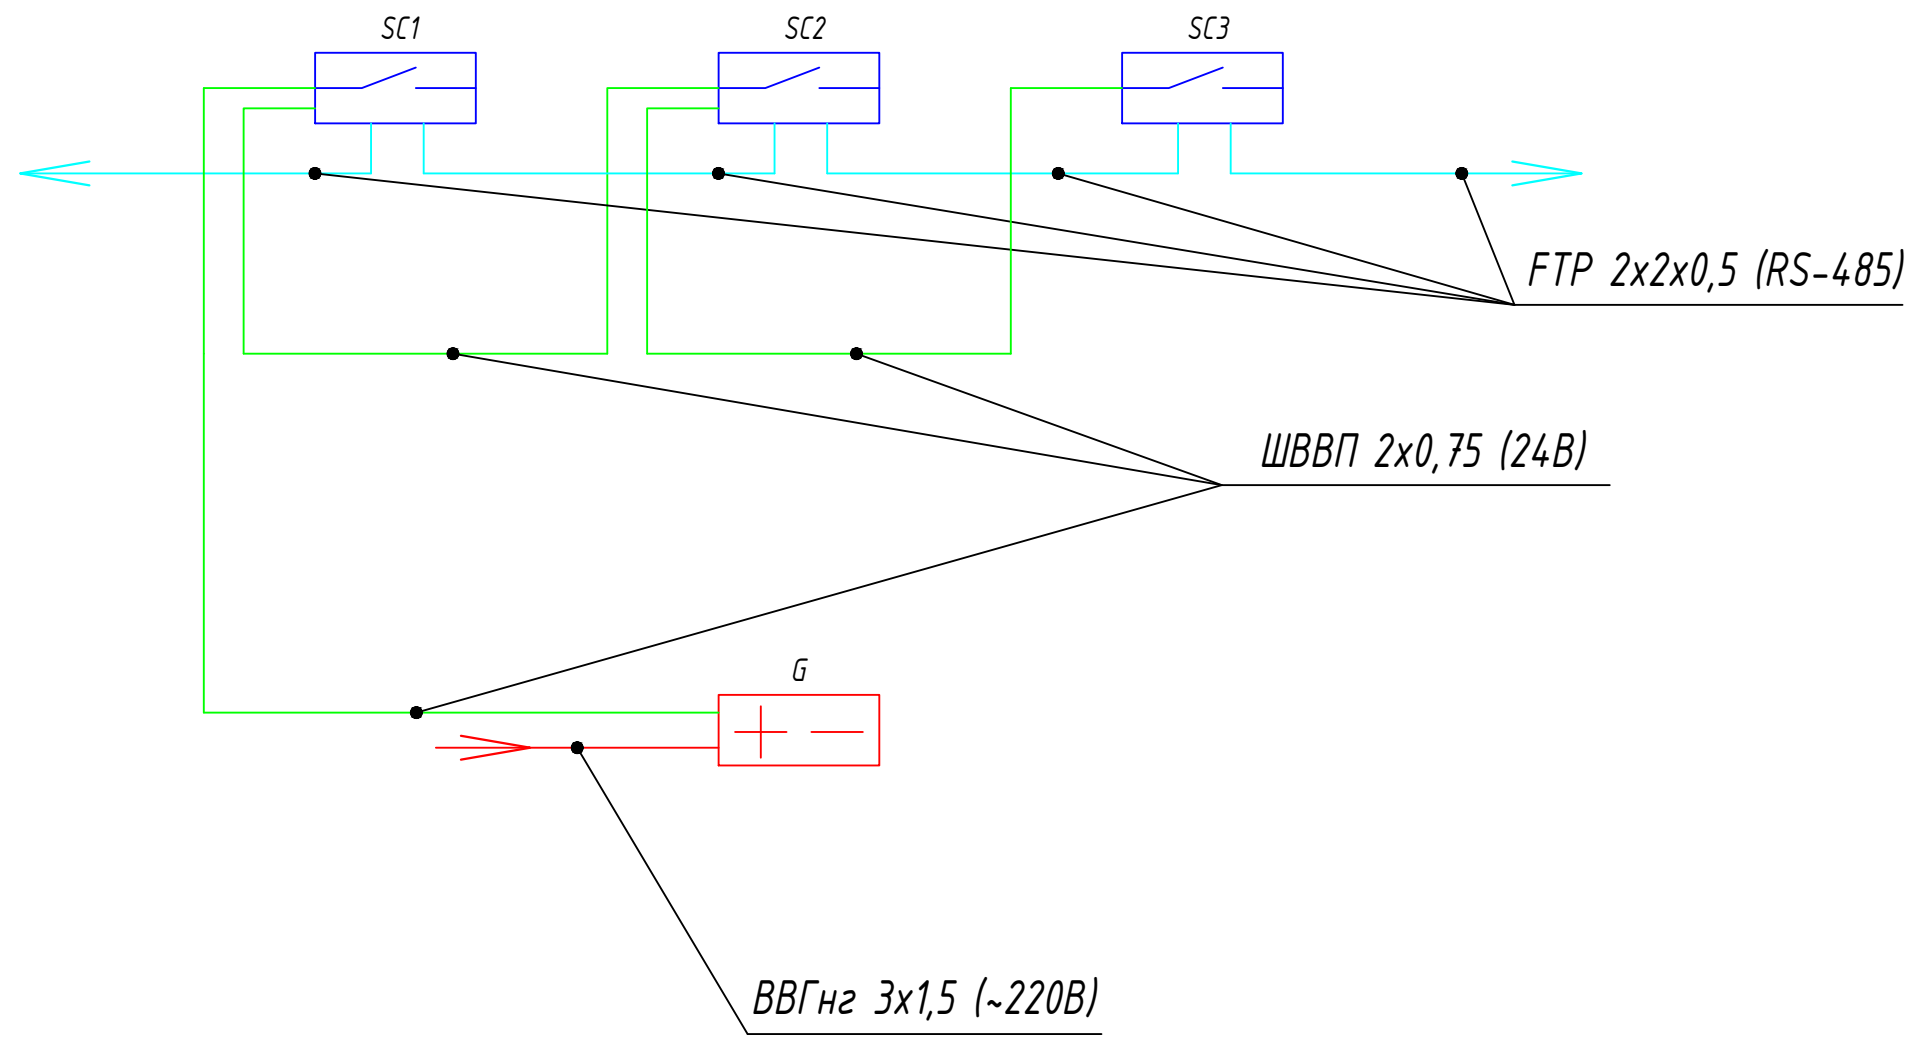 SC1
SC2
SC3
FTP 2x2x0,5 (RS-485)
ШВВП 2x0,75 (24В)
G
ВВГнг 3x1,5 (~220В)